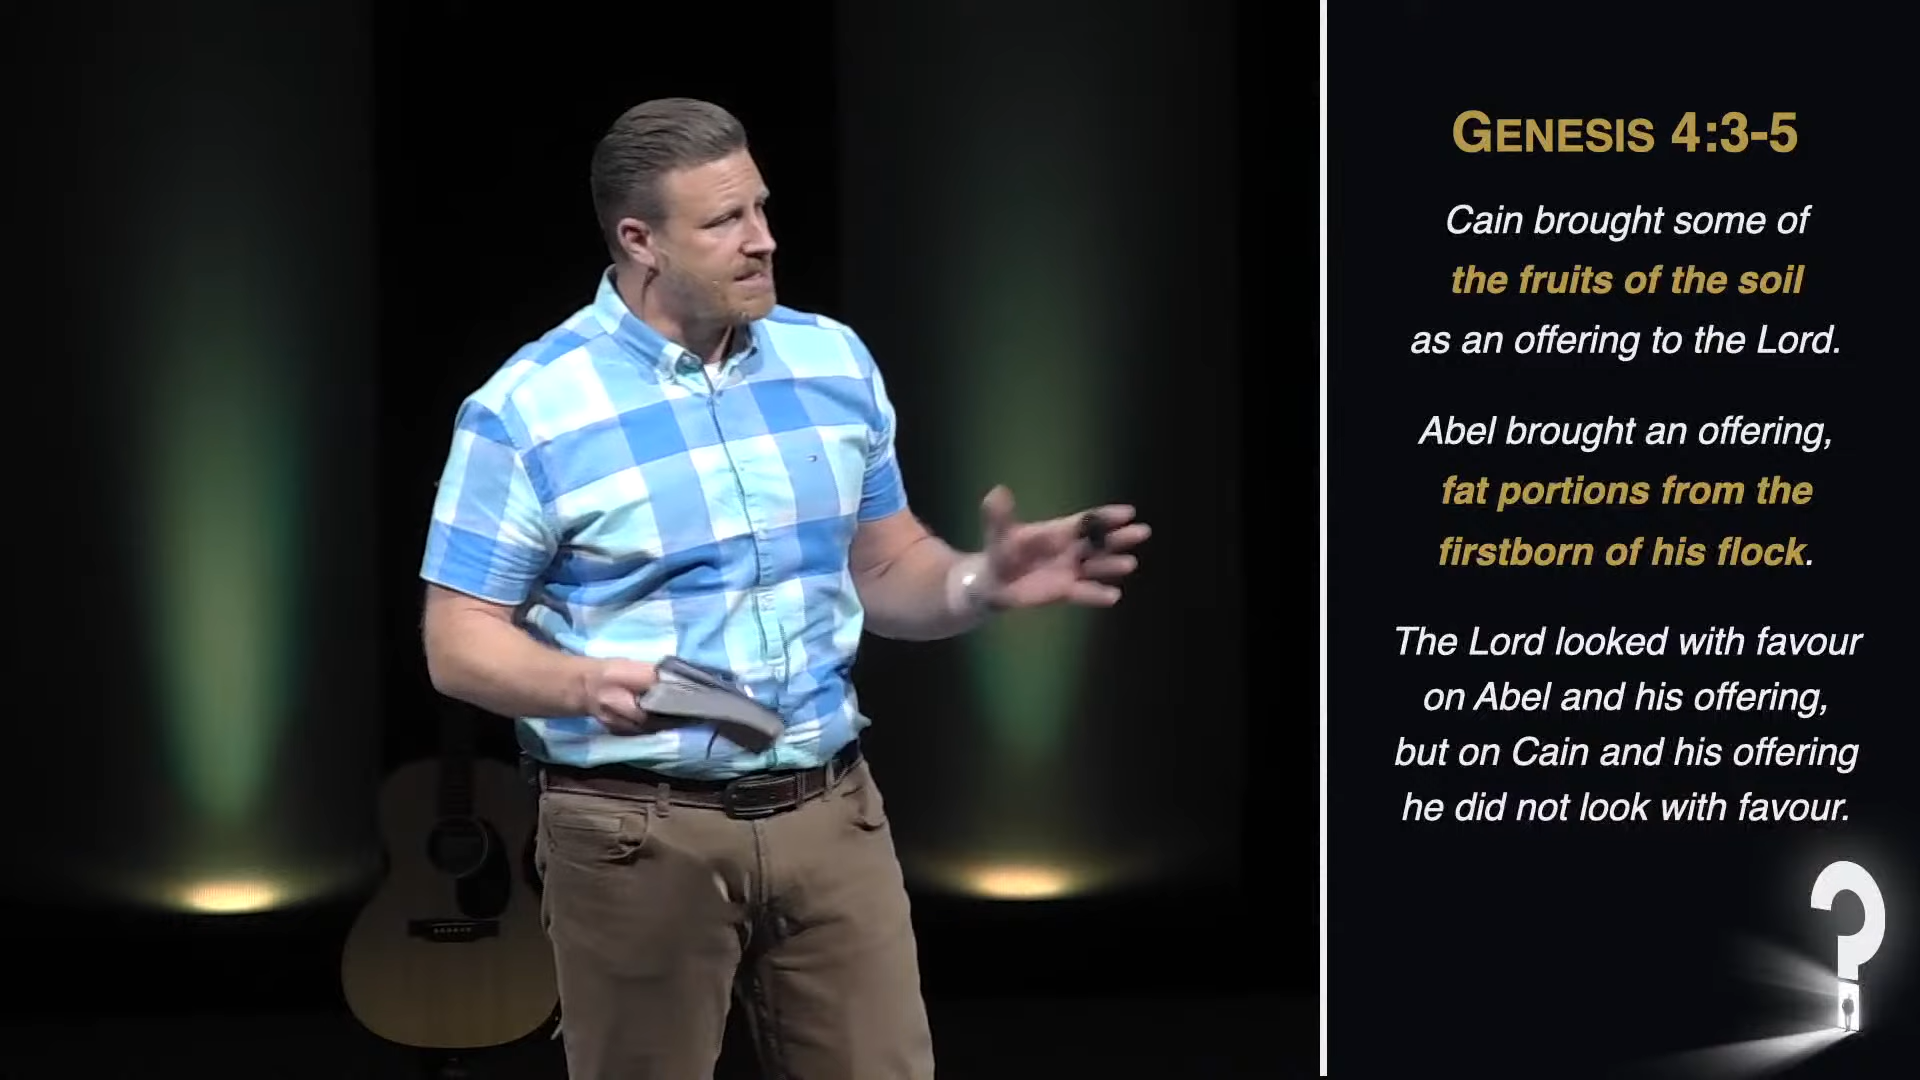 GENESIS 4:3-5
Cain brought some of
the fruits of the soil
as an offering to the Lord.
Abel brought an offering,
fat portions from the
firstborn of his flock.
The Lord looked with favour
on Abel and his offering,
but on Cain and his offering
he did not look with favour.